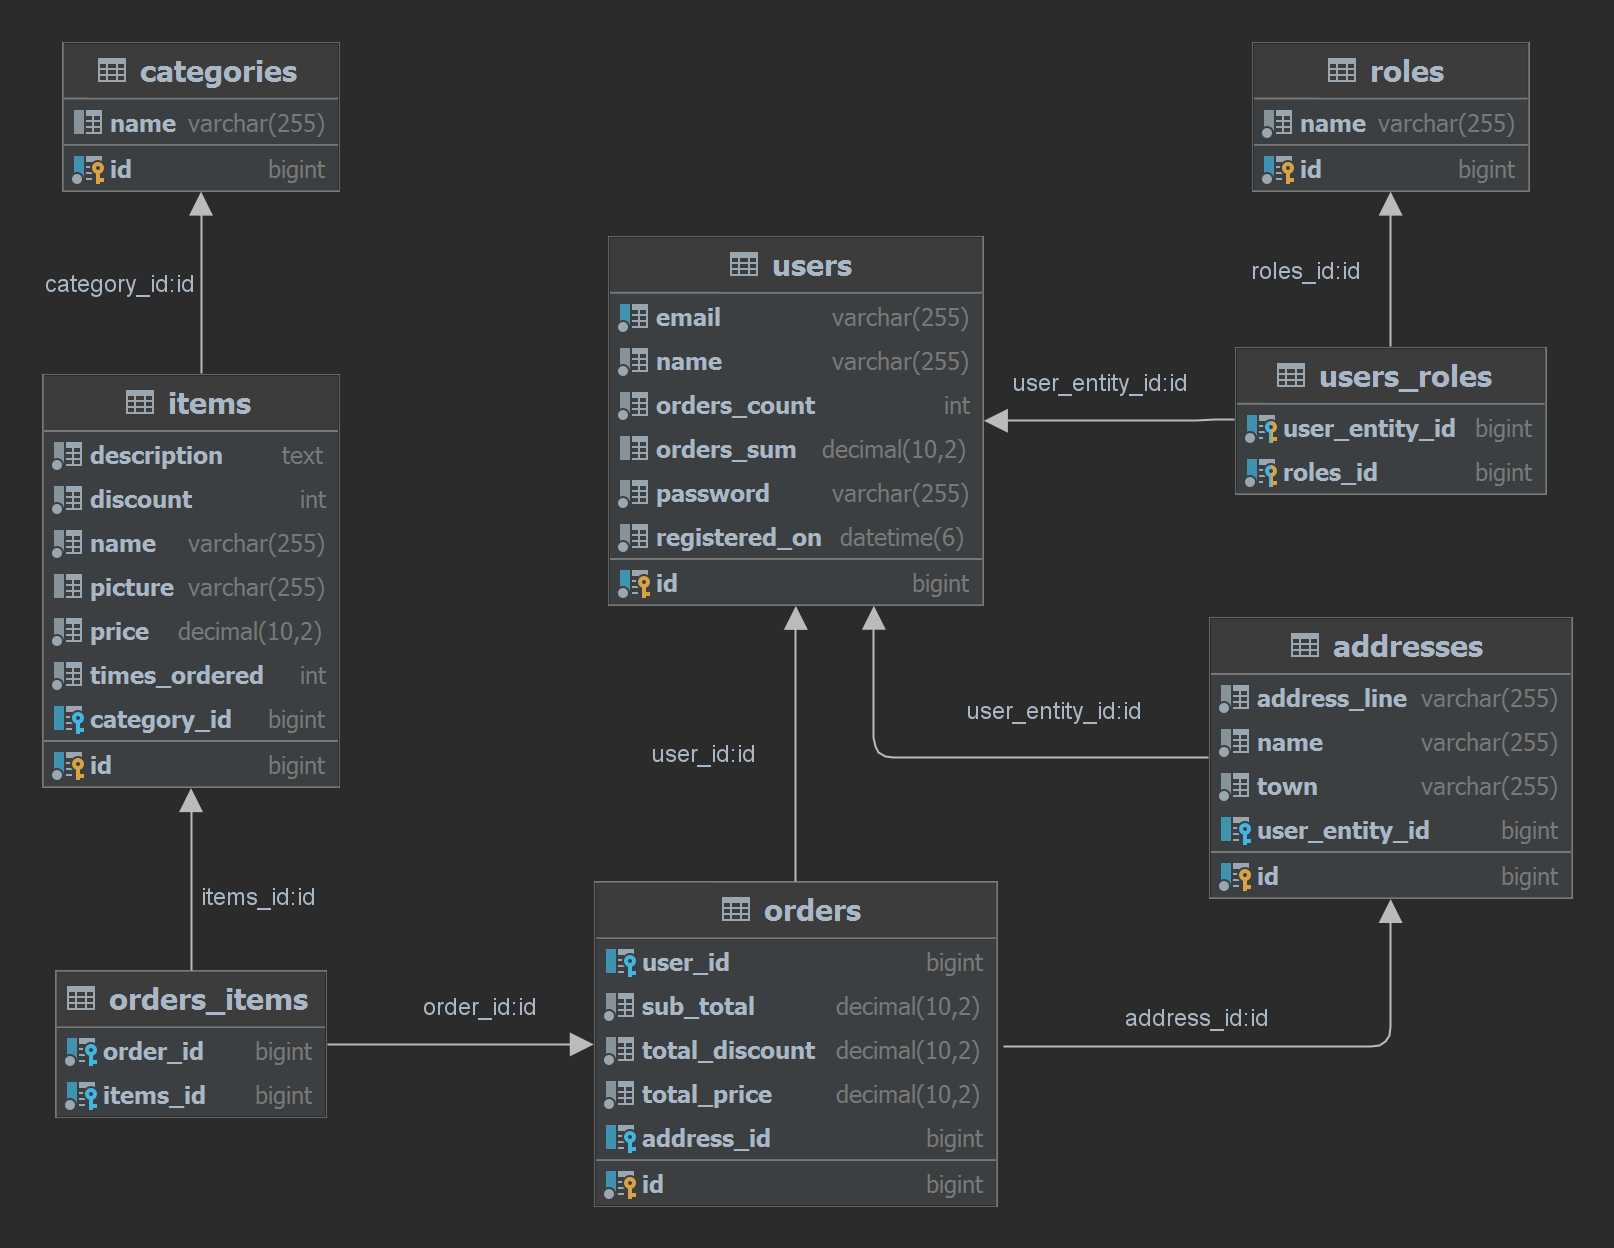 categories
name varchar(255)
id bigint
category_id:id
items
description text
discount int
name varchar(255)
picture varchar(255)
price decimal(10,2)
times_ordered int
category_id bigint
id bigint
items_id:id
orders_items
order_id bigint
items_id bigint
order_id:id
users
email varchar(255)
name varchar(255)
orders_count int
orders_sum decimal(10,2)
password varchar(255)
registered_on datetime(6)
id bigint
user_id:id
user_entity_id:id
orders
user_id bigint
sub_total decimal(10,2)
total_discount decimal(10,2)
total_price decimal(10,2)
address_id bigint
id bigint
address_id:id
roles
name varchar(255)
id bigint
roles_id:id
user_entity_id:id
users_roles
user_entity_id bigint
roles_id bigint
addresses
address_line varchar(255)
name varchar(255)
town varchar(255)
user_entity_id bigint
id bigint